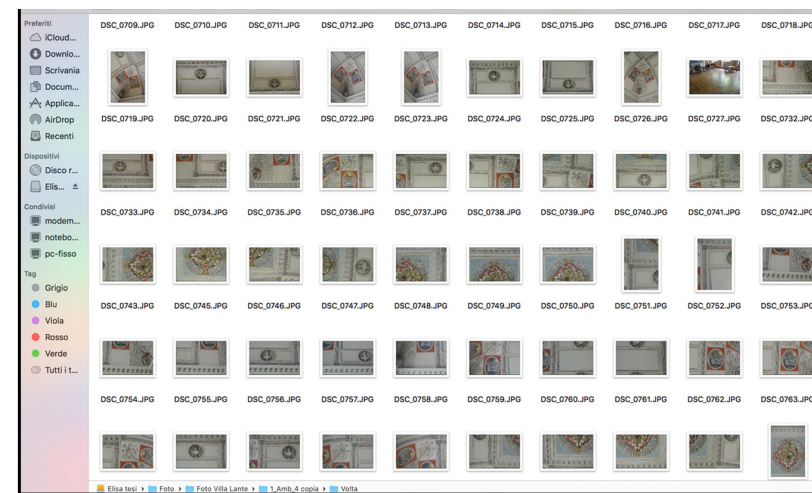 Preferiti
iCloud...
Downlo...
Scrivania
Docum...
Applica...
AirDrop
Recenti
Dispositivi
Disco r...
Elis...
Condivisi
modem...
notebo...
pc-fisso
Tag
Grigio
Blu
Viola
Rosso
Verde
Tutti i t...
DSC_0709.JPG DSC_0710.JPG DSC_0711.JPG DSC_0712.JPG DSC_0713.JPG DSC_0714.JPG DSC_0715.JPG DSC_0716.JPG DSC_0717.JPG DSC_0718.JPG
DSC_0719.JPG DSC_0720.JPG DSC_0721.JPG DSC_0722.JPG DSC_0723.JPG DSC_0724.JPG DSC_0725.JPG DSC_0726.JPG DSC_0727.JPG DSC_0732.JPG
DSC_0733.JPG DSC_0734.JPG DSC_0735.JPG DSC_0736.JPG DSC_0737.JPG DSC_0738.JPG DSC_0739.JPG DSC_0740.JPG DSC_0741.JPG DSC_0742.JPG
DSC_0743.JPG DSC_0745.JPG DSC_0746.JPG DSC_0747.JPG DSC_0748.JPG DSC_0749.JPG DSC_0750.JPG DSC_0751.JPG DSC_0752.JPG DSC_0753.JPG
DSC_0754.JPG DSC_0755.JPG DSC_0756.JPG DSC_0757.JPG DSC_0758.JPG DSC_0759.JPG DSC_0760.JPG DSC_0761.JPG DSC_0762.JPG DSC_0763.JPG
Elisa tesi › Foto › Foto Villa Lante › 1_Amb_4 copia › Volta